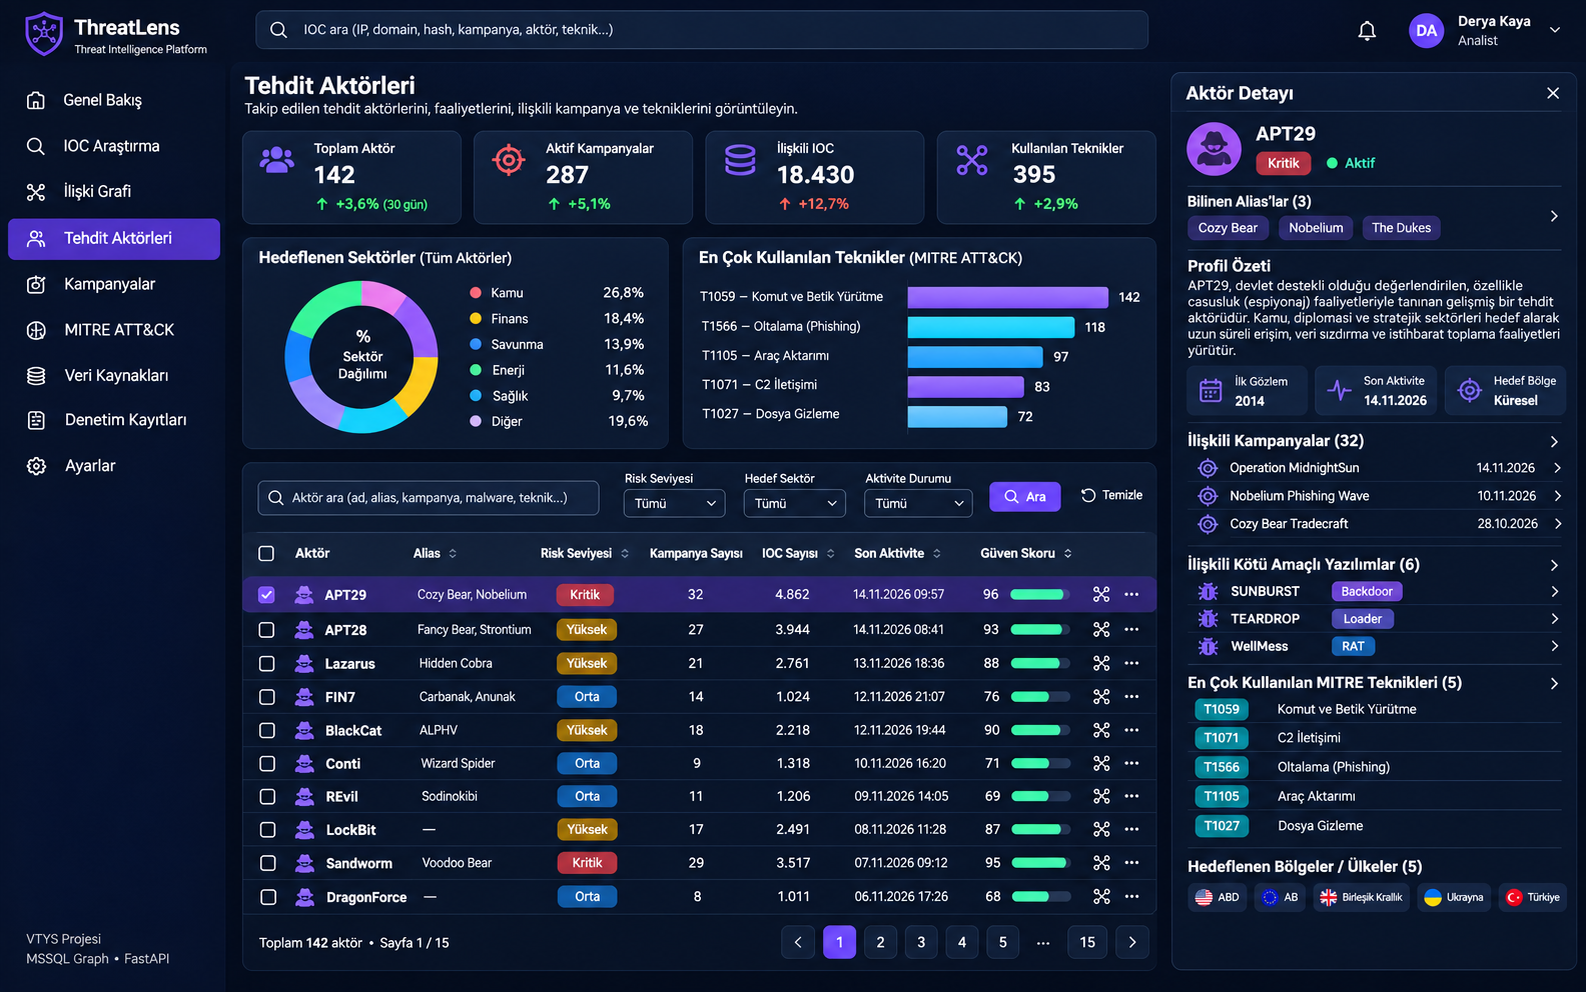 ThreatLens
Threat Intelligence Platform
IOC ara (IP, domain, hash, kampanya, aktör, teknik...)
DA
Derya Kaya
Analist
Genel Bakış
IOC Araştırma
İlişki Grafi
Tehdit Aktörleri
Kampanyalar
MITRE ATT&CK
Veri Kaynakları
Denetim Kayıtları
Ayarlar
VTYS Projesi
MSSQL Graph • FastAPI
Tehdit Aktörleri
Takip edilen tehdit aktörlerini, faaliyetlerini, ilişkili kampanya ve tekniklerini görüntüleyin.
Toplam Aktör
142
↑ +3,6% (30 gün)
Aktif Kampanyalar
287
↑ +5,1%
İlişkili IOC
18.430
↑ +12,7%
Kullanılan Teknikler
395
↑ +2,9%
Hedeflenen Sektörler (Tüm Aktörler)
%
Sektör
Dağılımı
Kamu 26,8%
Finans 18,4%
Savunma 13,9%
Enerji 11,6%
Sağlık 9,7%
Diğer 19,6%
En Çok Kullanılan Teknikler (MITRE ATT&CK)
T1059 – Komut ve Betik Yürütme 142
T1566 – Oltalama (Phishing) 118
T1105 – Araç Aktarımı 97
T1071 – C2 İletişimi 83
T1027 – Dosya Gizleme 72
Aktör ara (ad, alias, kampanya, malware, teknik...)
Risk Seviyesi
Tümü
Hedef Sektör
Tümü
Aktivite Durumu
Tümü
Ara
Temizle
Aktör Alias Risk Seviyesi Kampanya Sayısı IOC Sayısı Son Aktivite Güven Skoru
APT29 Cozy Bear, Nobelium Kritik 32 4.862 14.11.2026 09:57 96
APT28 Fancy Bear, Strontium Yüksek 27 3.944 14.11.2026 08:41 93
Lazarus Hidden Cobra Yüksek 21 2.761 13.11.2026 18:36 88
FIN7 Carbanak, Anunak Orta 14 1.024 12.11.2026 21:07 76
BlackCat ALPHV Yüksek 18 2.218 12.11.2026 19:44 90
Conti Wizard Spider Orta 9 1.318 10.11.2026 16:20 71
REvil Sodinokibi Orta 11 1.206 09.11.2026 14:05 69
LockBit — Yüksek 17 2.491 08.11.2026 11:28 87
Sandworm Voodoo Bear Kritik 29 3.517 07.11.2026 09:12 95
DragonForce — Orta 8 1.011 06.11.2026 17:26 68
Toplam 142 aktör • Sayfa 1 / 15
1 2 3 4 5 ... 15
Aktör Detayı
APT29
Kritik Aktif
Bilinen Alias'lar (3)
Cozy Bear Nobelium The Dukes
Profil Özeti
APT29, devlet destekli olduğu değerlendirilen, özellikle
casusluk (espiyonaj) faaliyetleriyle tanınan gelişmiş bir tehdit
aktörüdür. Kamu, diplomasi ve stratejik sektörleri hedef alarak
uzun süreli erişim, veri sızdırma ve istihbarat toplama faaliyetleri
yürütür.
İlk Gözlem
2014
Son Aktivite
14.11.2026
Hedef Bölge
Küresel
İlişkili Kampanyalar (32)
Operation MidnightSun 14.11.2026
Nobelium Phishing Wave 10.11.2026
Cozy Bear Tradecraft 28.10.2026
İlişkili Kötü Amaçlı Yazılımlar (6)
SUNBURST Backdoor
TEARDROP Loader
WellMess RAT
En Çok Kullanılan MITRE Teknikleri (5)
T1059 Komut ve Betik Yürütme
T1071 C2 İletişimi
T1566 Oltalama (Phishing)
T1105 Araç Aktarımı
T1027 Dosya Gizleme
Hedeflenen Bölgeler / Ülkeler (5)
ABD AB Birleşik Krallık Ukrayna Türkiye